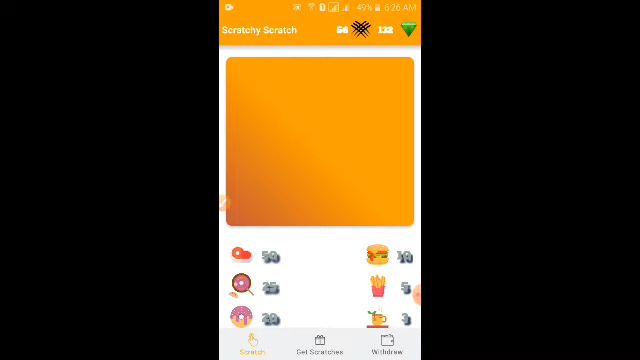 49% 6:26 AM
Scratchy Scratch 56 132
50 10
25 5
20 3
Scratch Get Scratches Withdraw